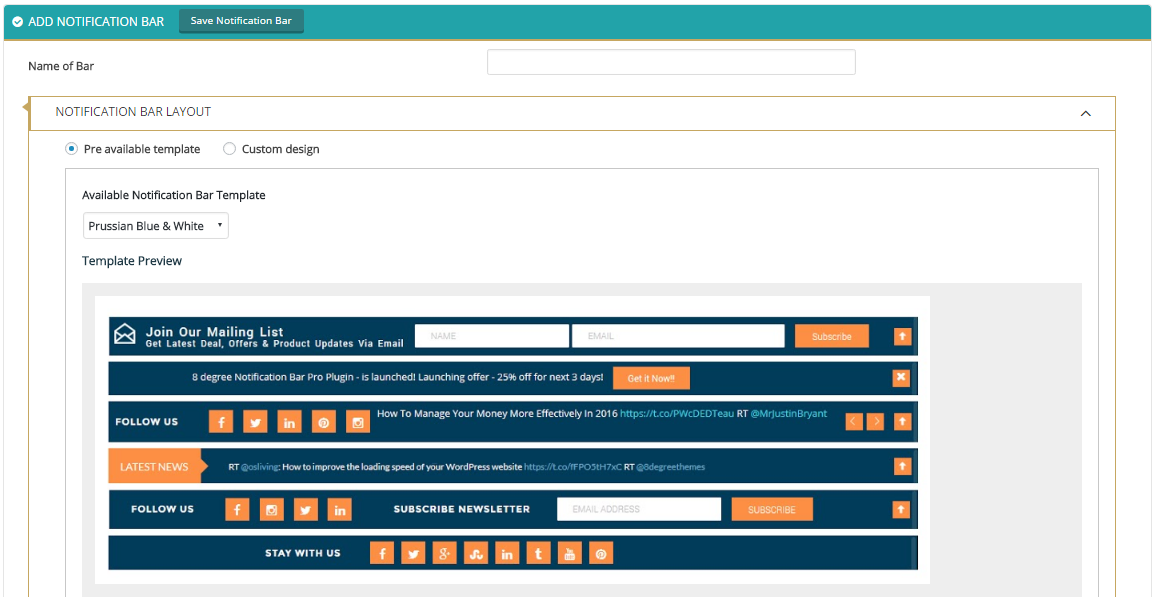 ADD NOTIFICATION BAR Save Notification Bar
Name of Bar
NOTIFICATION BAR LAYOUT
Pre available template Custom design
Available Notification Bar Template
Prussian Blue & White
Template Preview
Join Our Mailing List
Get Latest Deal, Offers & Product Updates Via Email NAME EMAIL Subscribe
8 degree Notification Bar Pro Plugin - is launched! Launching offer - 25% off for next 3 days! Get it Now!!
FOLLOW US How To Manage Your Money More Effectively In 2016 https://t.co/PWcDEDTeau RT @MrJustinBryant
LATEST NEWS RT @osliving: How to improve the loading speed of your WordPress website https://t.co/fFPO5tH7xC RT @8degreethemes
FOLLOW US SUBSCRIBE NEWSLETTER EMAIL ADDRESS SUBSCRIBE
STAY WITH US